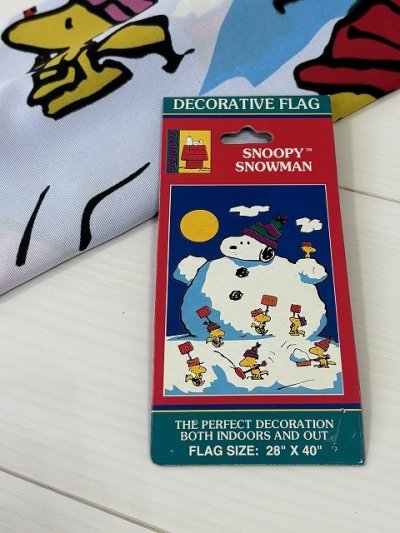 DECORATIVE FLAG
PEANUTS
SNOOPY™
SNOWMAN
THE PERFECT DECORATION
BOTH INDOORS AND OUT
FLAG SIZE: 28" X 40"